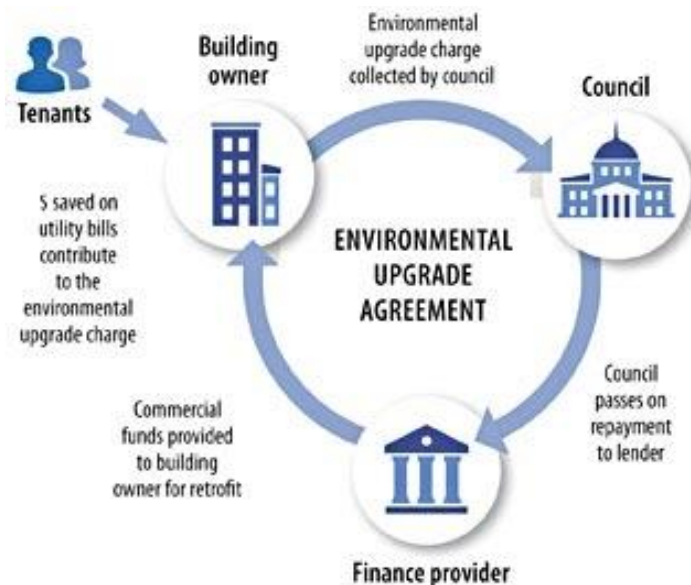 Tenants
Building
owner
Environmental
upgrade charge
collected by council
Council
S saved on
utility bills
contribute
to the
environmental
upgrade charge
ENVIRONMENTAL
UPGRADE
AGREEMENT
Commercial
funds provided
to building
owner for retrofit
Council
passes on
repayment
to lender
Finance provider